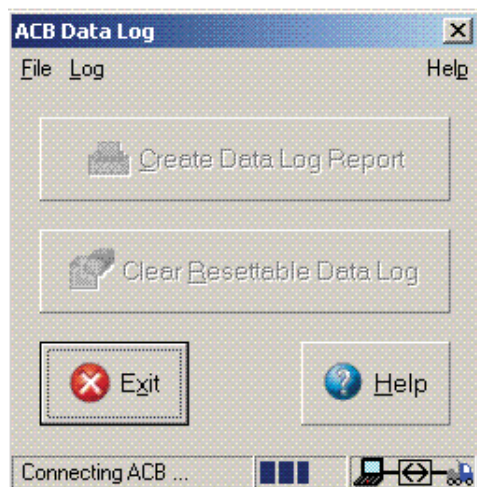 ACB Data Log
File Log Help
Create Data Log Report
Clear Resettable Data Log
Exit Help
Connecting ACB ...